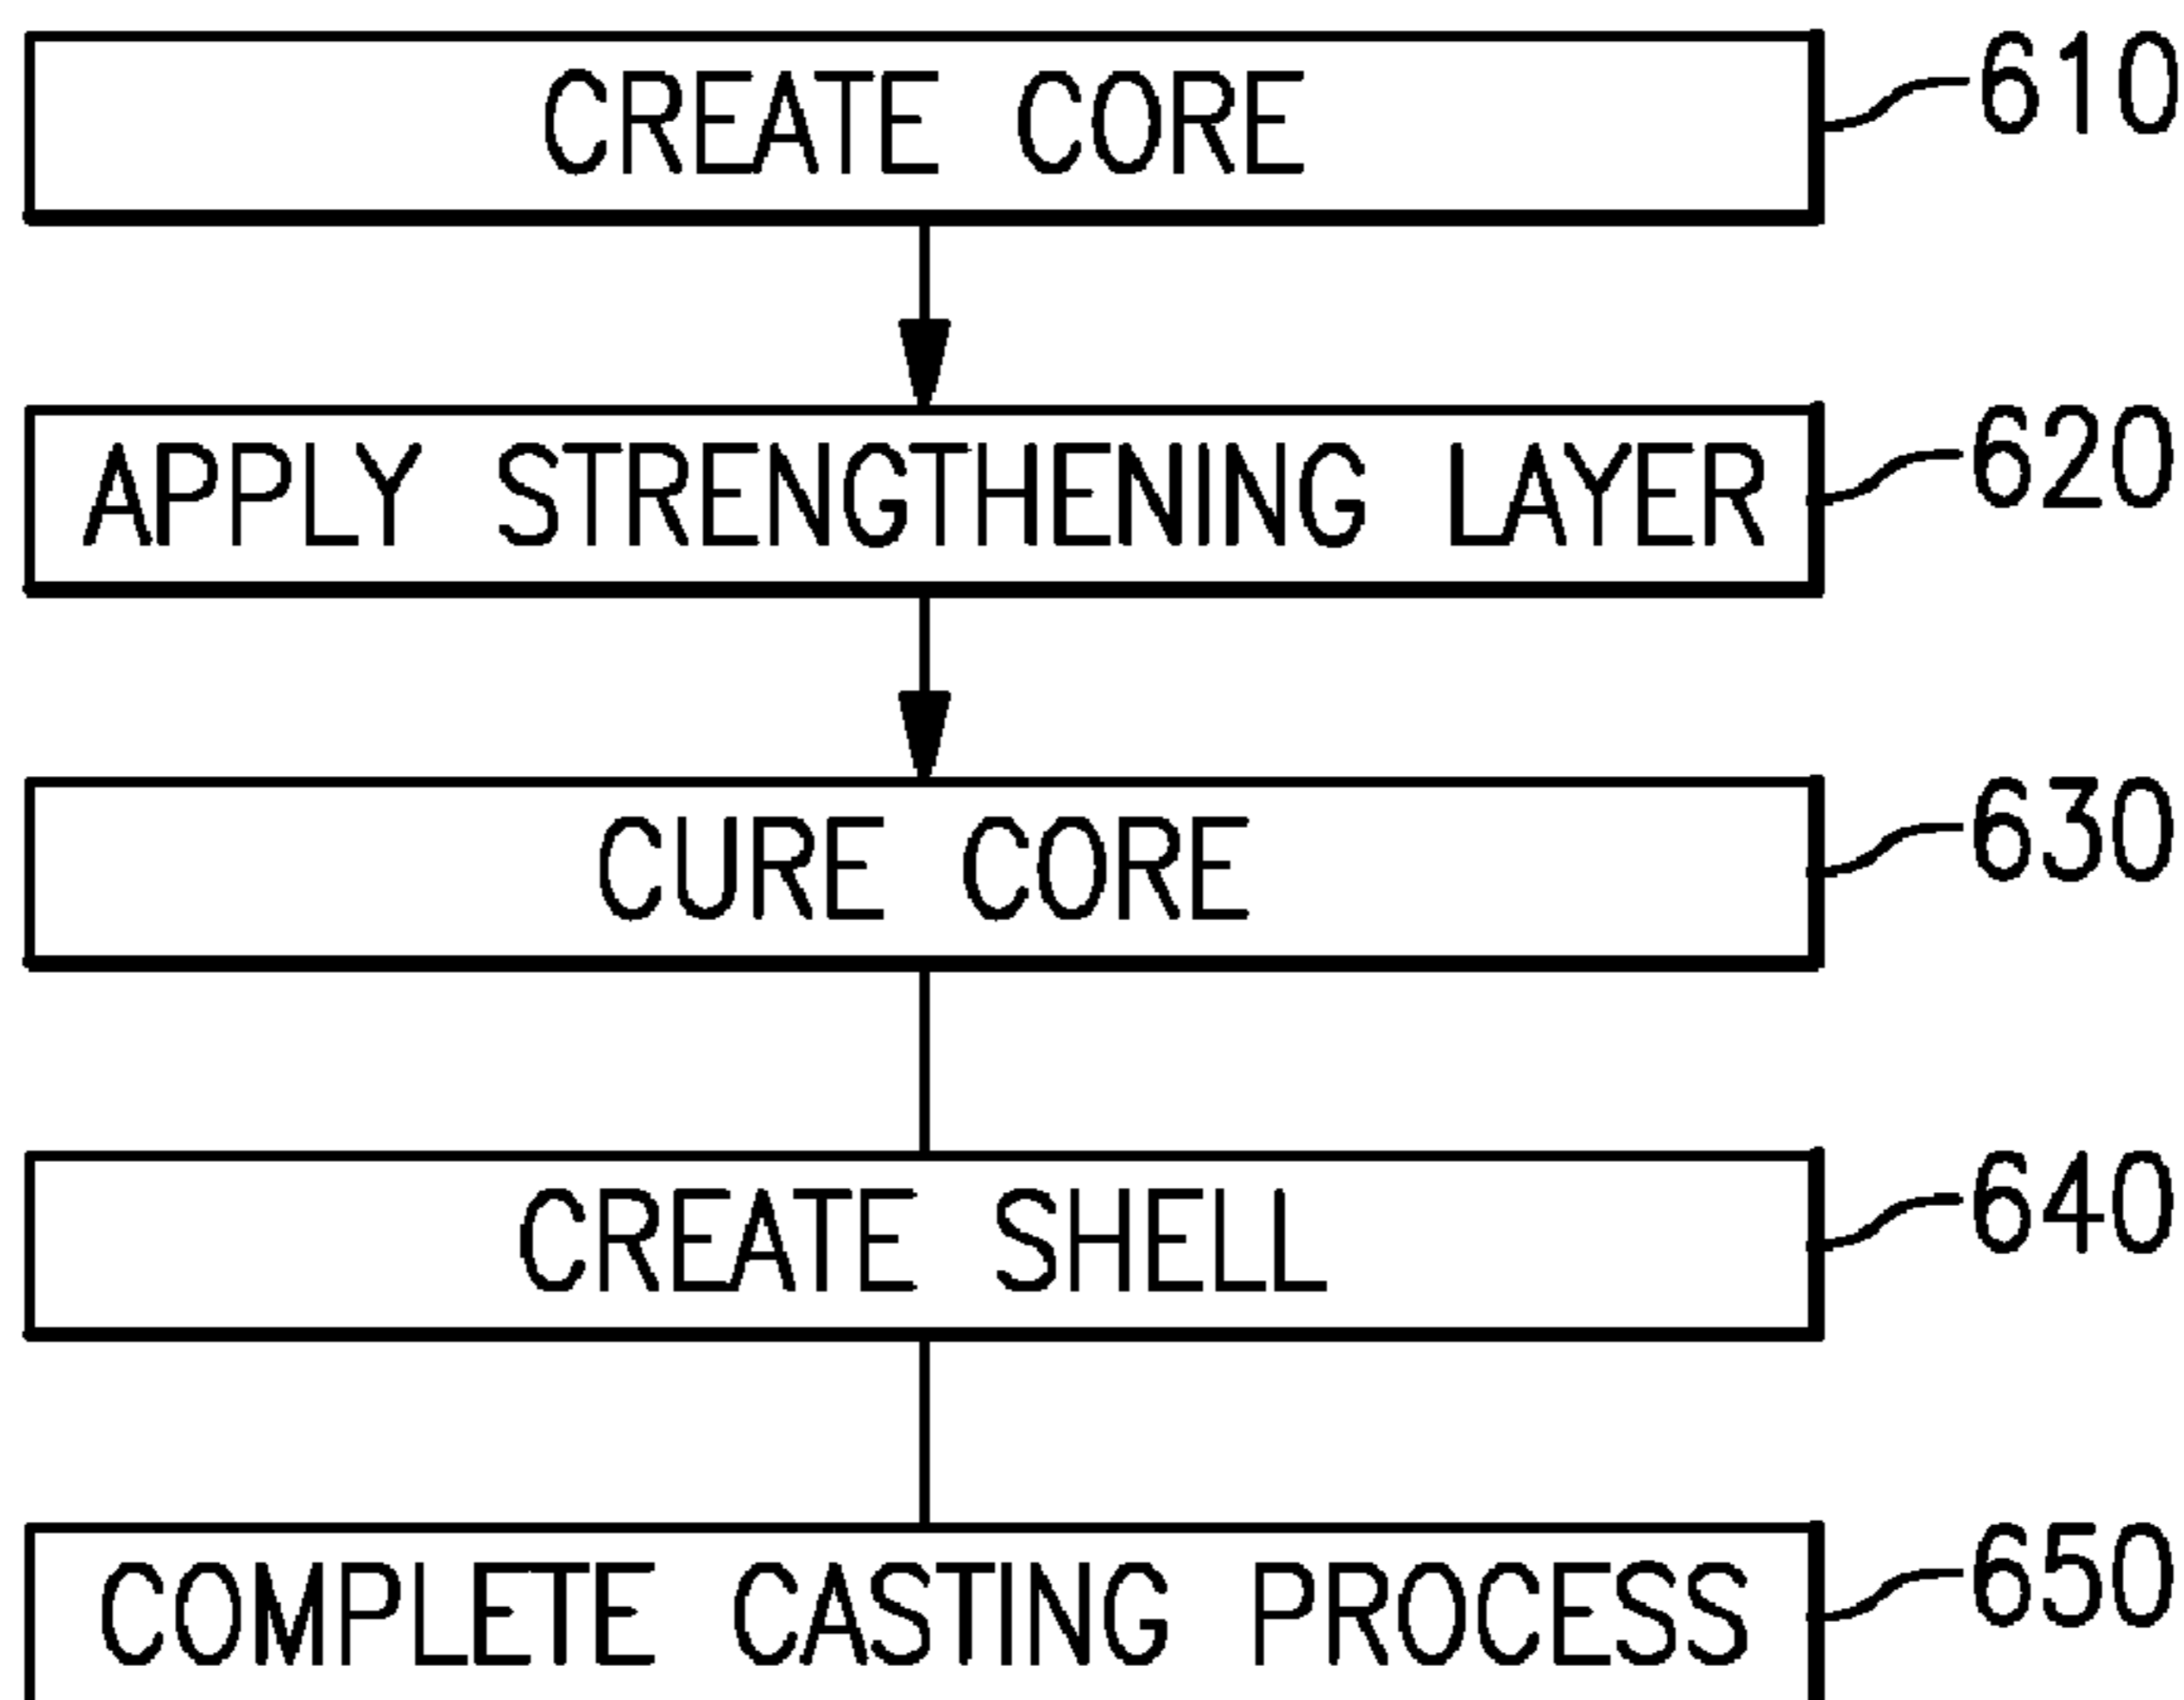 CREATE CORE 610
APPLY STRENGTHENING LAYER 620
CURE CORE 630
CREATE SHELL 640
COMPLETE CASTING PROCESS 650